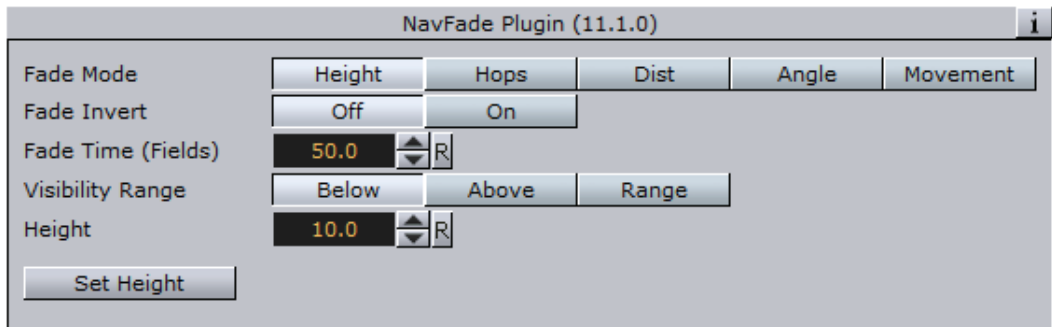 NavFade Plugin (11.1.0) i
Fade Mode Height Hops Dist Angle Movement
Fade Invert Off On
Fade Time (Fields) 50.0 R
Visibility Range Below Above Range
Height 10.0 R
Set Height